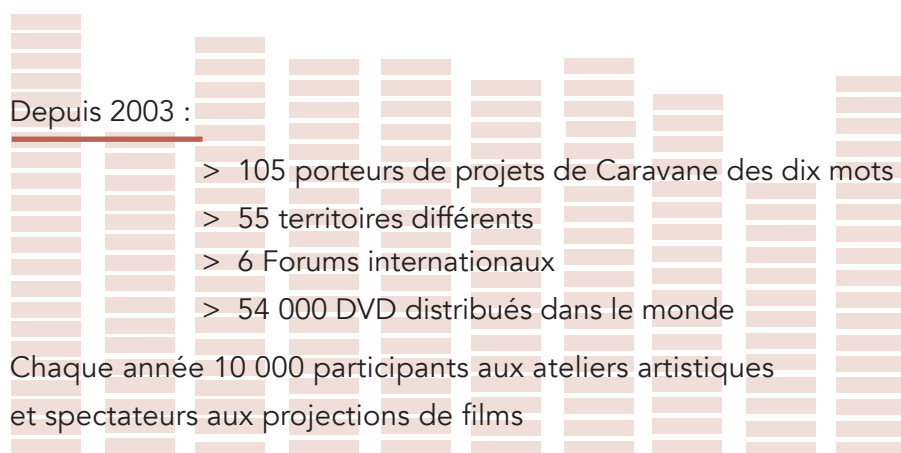 Depuis 2003 :
> 105 porteurs de projets de Caravane des dix mots
> 55 territoires différents
> 6 Forums internationaux
> 54 000 DVD distribués dans le monde
Chaque année 10 000 participants aux ateliers artistiques
et spectateurs aux projections de films